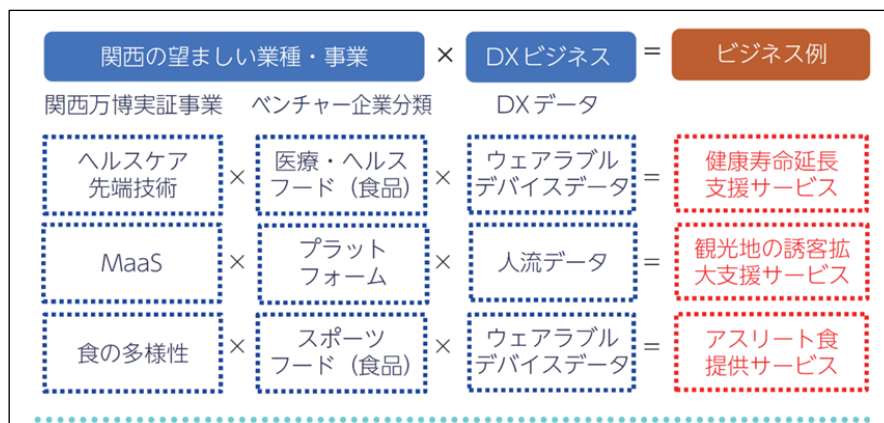 関西の望ましい業種・事業 × DXビジネス = ビジネス例
関西万博実証事業 ベンチャー企業分類 DXデータ
ヘルスケア 医療・ヘルス ウェアラブル 健康寿命延長
× × =
先端技術 フード（食品） デバイスデータ 支援サービス
プラット 観光地の誘客拡
MaaS × × 人流データ =
フォーム 大支援サービス
スポーツ ウェアラブル アスリート食
食の多様性 × × =
フード（食品） デバイスデータ 提供サービス